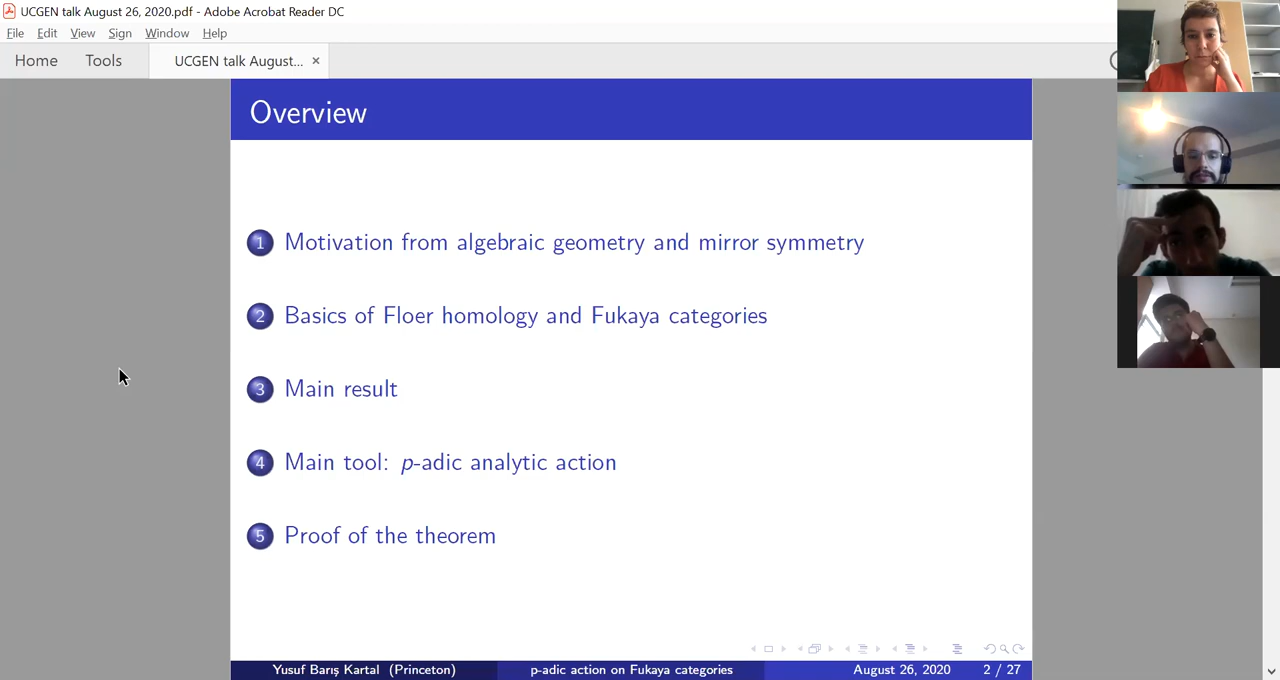 UCGEN talk August 26, 2020.pdf - Adobe Acrobat Reader DC
File Edit View Sign Window Help
Home Tools UCGEN talk August... ×
Overview
1 Motivation from algebraic geometry and mirror symmetry
2 Basics of Floer homology and Fukaya categories
3 Main result
4 Main tool: p-adic analytic action
5 Proof of the theorem
Yusuf Barış Kartal (Princeton) p-adic action on Fukaya categories August 26, 2020 2 / 27